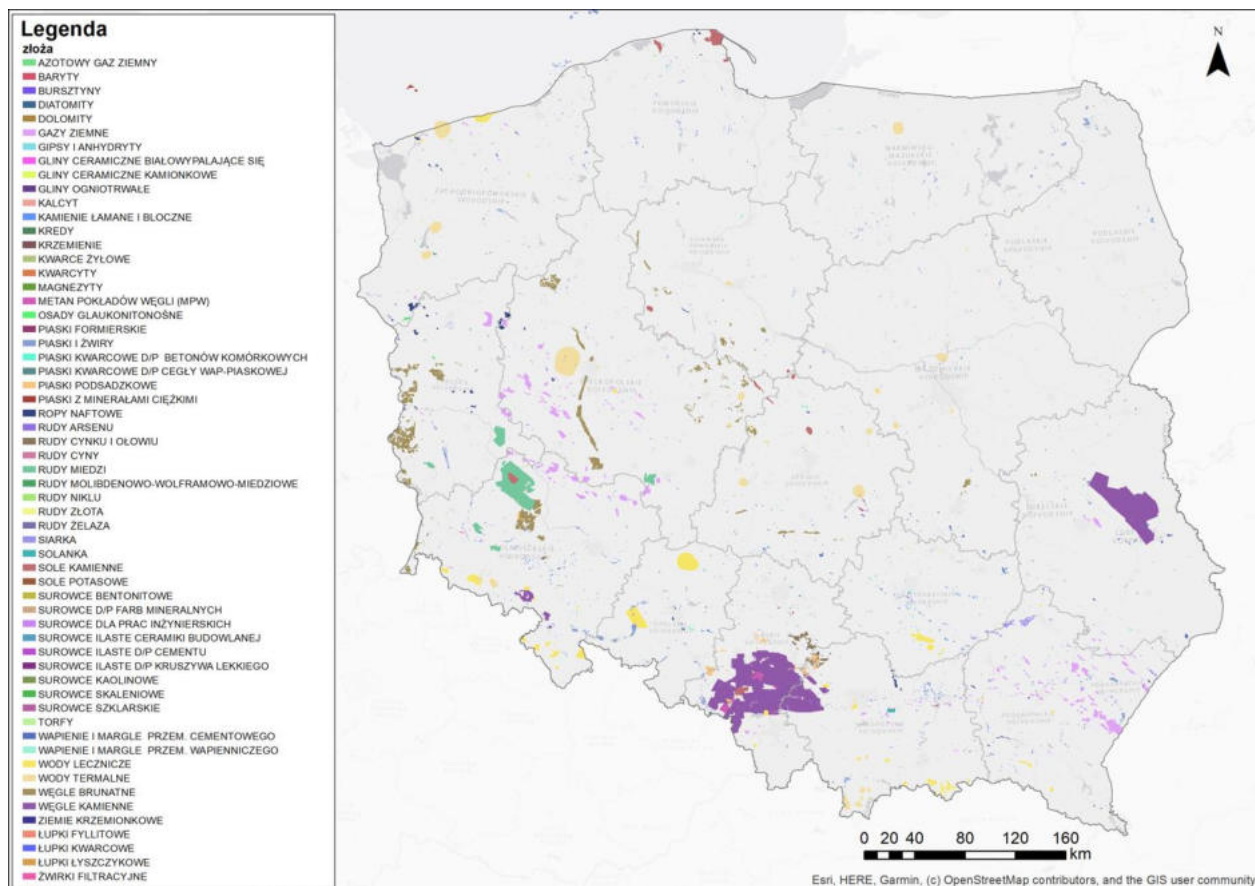 Legenda
złoża
AZOTOWY GAZ ZIEMNY
BARYTY
BURSZTYNY
DIATOMITY
DOLOMITY
GAZY ZIEMNE
GIPSY I ANHYDRYTY
GLINY CERAMICZNE BIAŁOWYPALAJĄCE SIĘ
GLINY CERAMICZNE KAMIONKOWE
GLINY OGNIOTRWAŁE
KALCYT
KAMIENIE ŁAMANE I BLOCZNE
KREDY
KRZEMIENIE
KWARCE ŻYŁOWE
KWARCYTY
MAGNEZYTY
METAN POKŁADÓW WĘGLI (MPW)
OSADY GLAUKONITONOŚNE
PIASKI FORMIERSKIE
PIASKI I ŻWIRY
PIASKI KWARCOWE D/P BETONÓW KOMÓRKOWYCH
PIASKI KWARCOWE D/P CEGŁY WAP-PIASKOWEJ
PIASKI PODSADZKOWE
PIASKI Z MINERAŁAMI CIĘŻKIMI
ROPY NAFTOWE
RUDY ARSENU
RUDY CYNKU I OŁOWIU
RUDY CYNY
RUDY MIEDZI
RUDY MOLIBDENOWO-WOLFRAMOWO-MIEDZIOWE
RUDY NIKLU
RUDY ZŁOTA
RUDY ŻELAZA
SIARKA
SOLANKA
SOLE KAMIENNE
SOLE POTASOWE
SUROWCE BENTONITOWE
SUROWCE D/P FARB MINERALNYCH
SUROWCE DLA PRAC INŻYNIERSKICH
SUROWCE ILASTE CERAMIKI BUDOWLANEJ
SUROWCE ILASTE D/P CEMENTU
SUROWCE ILASTE D/P KRUSZYWA LEKKIEGO
SUROWCE KAOLINOWE
SUROWCE SKALENIOWE
SUROWCE SZKLARSKIE
TORFY
WAPIENIE I MARGLE PRZEM. CEMENTOWEGO
WAPIENIE I MARGLE PRZEM. WAPIENNICZEGO
WODY LECZNICZE
WODY TERMALNE
WĘGLE BRUNATNE
WĘGLE KAMIENNE
ZIEMIE KRZEMIONKOWE
ŁUPKI FYLLITOWE
ŁUPKI KWARCOWE
ŁUPKI ŁYSZCZYKOWE
ŻWIRKI FILTRACYJNE
N
0 20 40 80 120 160
km
Esri, HERE, Garmin, (c) OpenStreetMap contributors, and the GIS user community